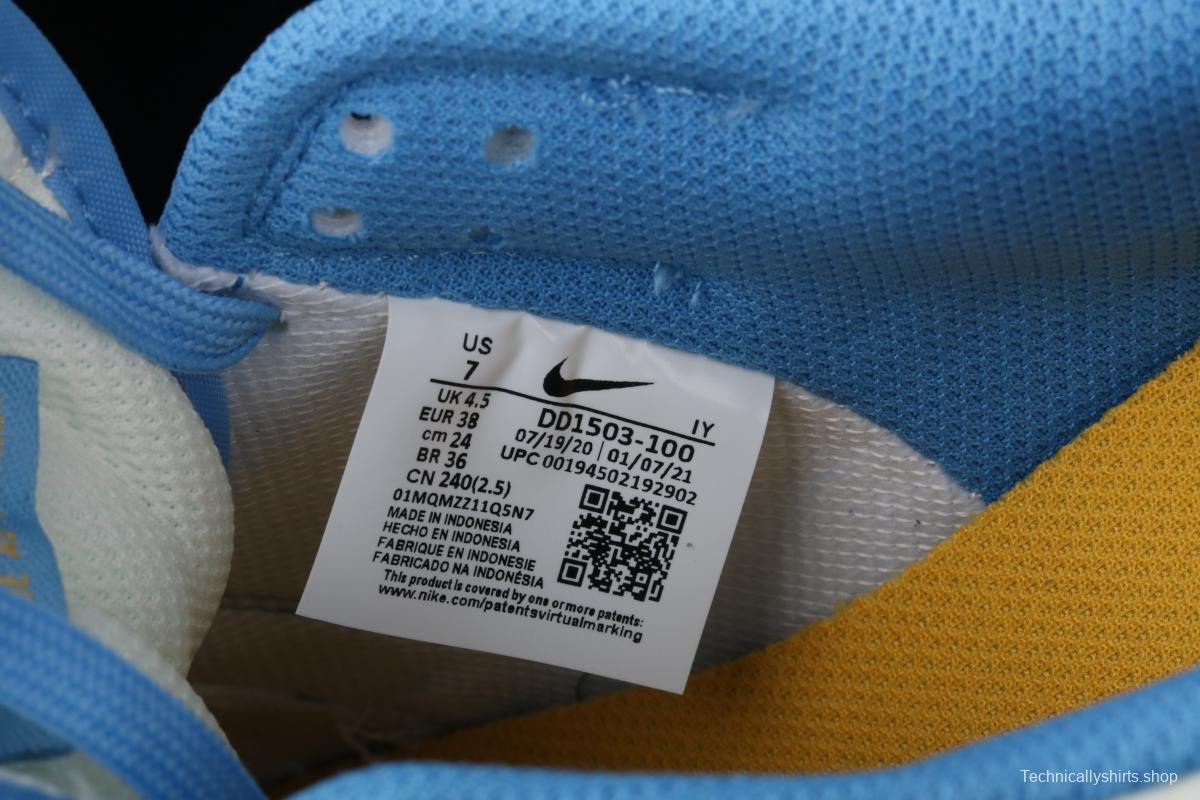 US
7
UK 4.5
EUR 38
cm 24
BR 36
CN 240(2.5)
01MQMZZ11Q5N7
MADE IN INDONESIA
HECHO EN INDONESIA
FABRIQUE EN INDONESIE
FABRICADO NA INDONÉSIA
IY
DD1503-100
07/19/20 | 01/07/21
UPC 00194502192902
This product is covered by one or more patents:
www.nike.com/patentsvirtualmarking
Technicallyshirts.shop